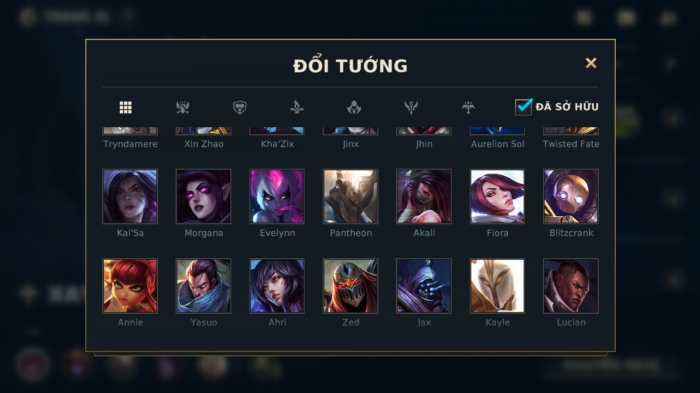 ĐỔI TƯỚNG
ĐÃ SỞ HỮU
Tryndamere Xin Zhao Kha'Zix Jinx Jhin Aurelion Sol Twisted Fate
Kai'Sa Morgana Evelynn Pantheon Akali Fiora Blitzcrank
Annie Yasuo Ahri Zed Jax Kayle Lucian